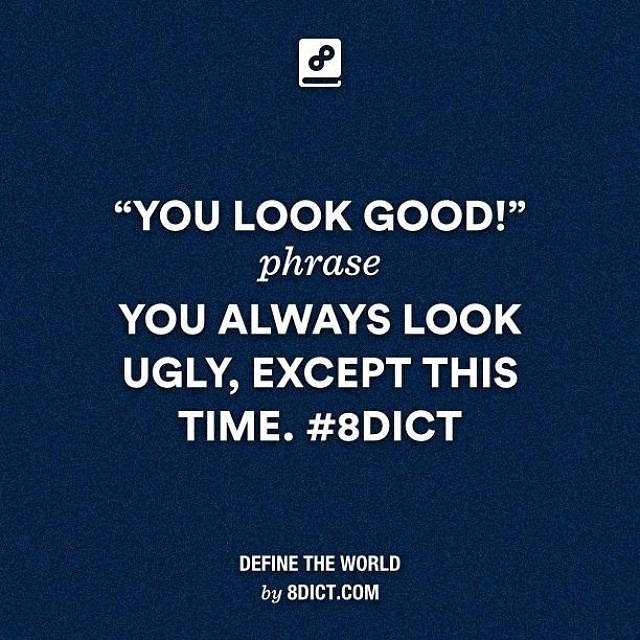 “YOU LOOK GOOD!”
phrase
YOU ALWAYS LOOK
UGLY, EXCEPT THIS
TIME. #8DICT
DEFINE THE WORLD
by 8DICT.COM